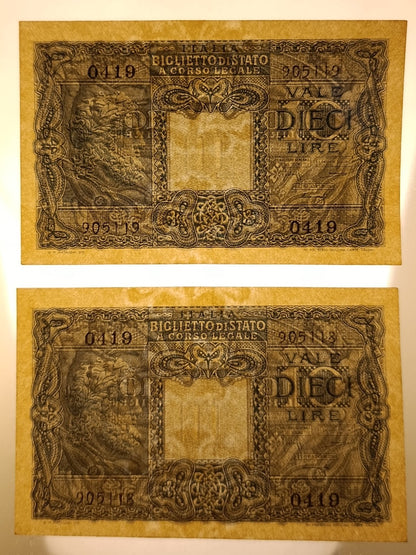 ITALIA
0419 BIGLIETTO DI STATO 905119
A CORSO LEGALE
VALE
DIECI
LIRE
905119 0419
ITALIA
0419 BIGLIETTO DI STATO 905118
A CORSO LEGALE
VALE
DIECI
LIRE
905118 0419